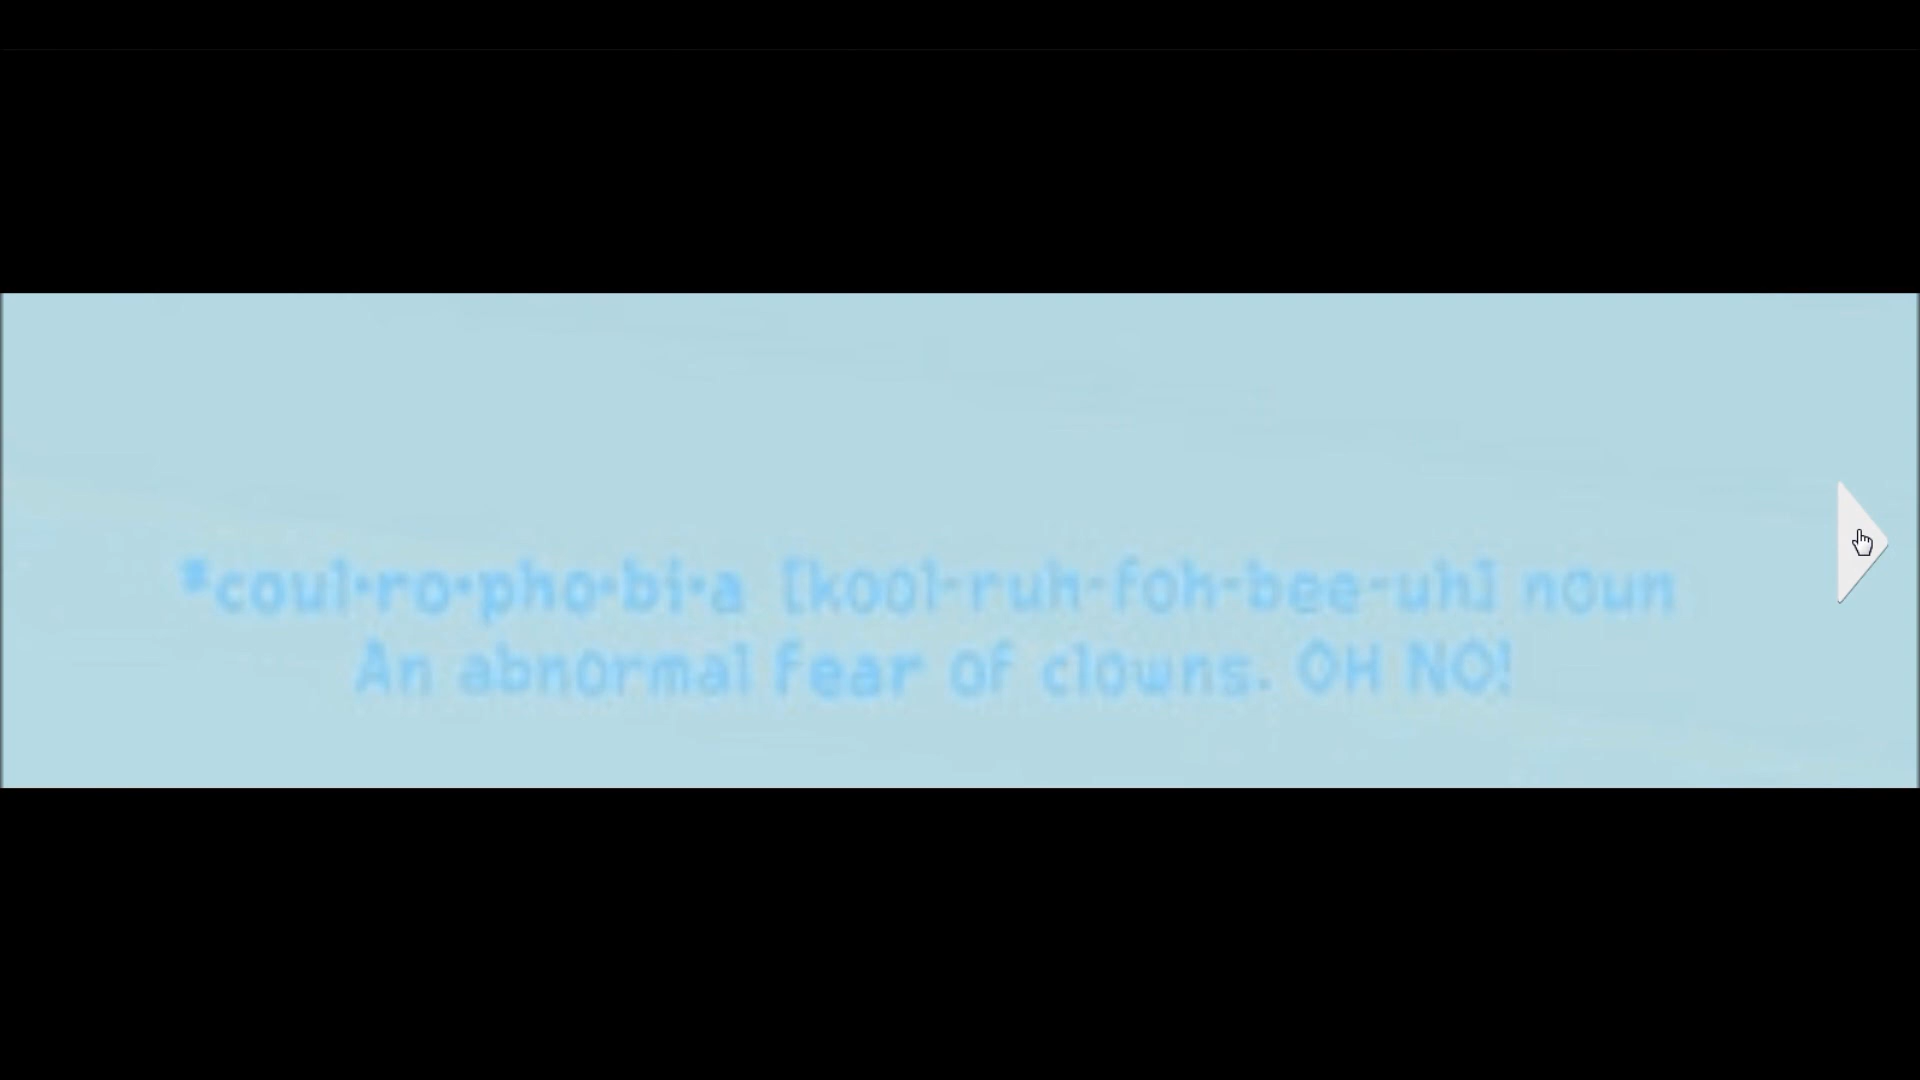 *coul•ro•pho•bi•a [kool-ruh-foh-bee-uh] noun
An abnormal fear of clowns. OH NO!